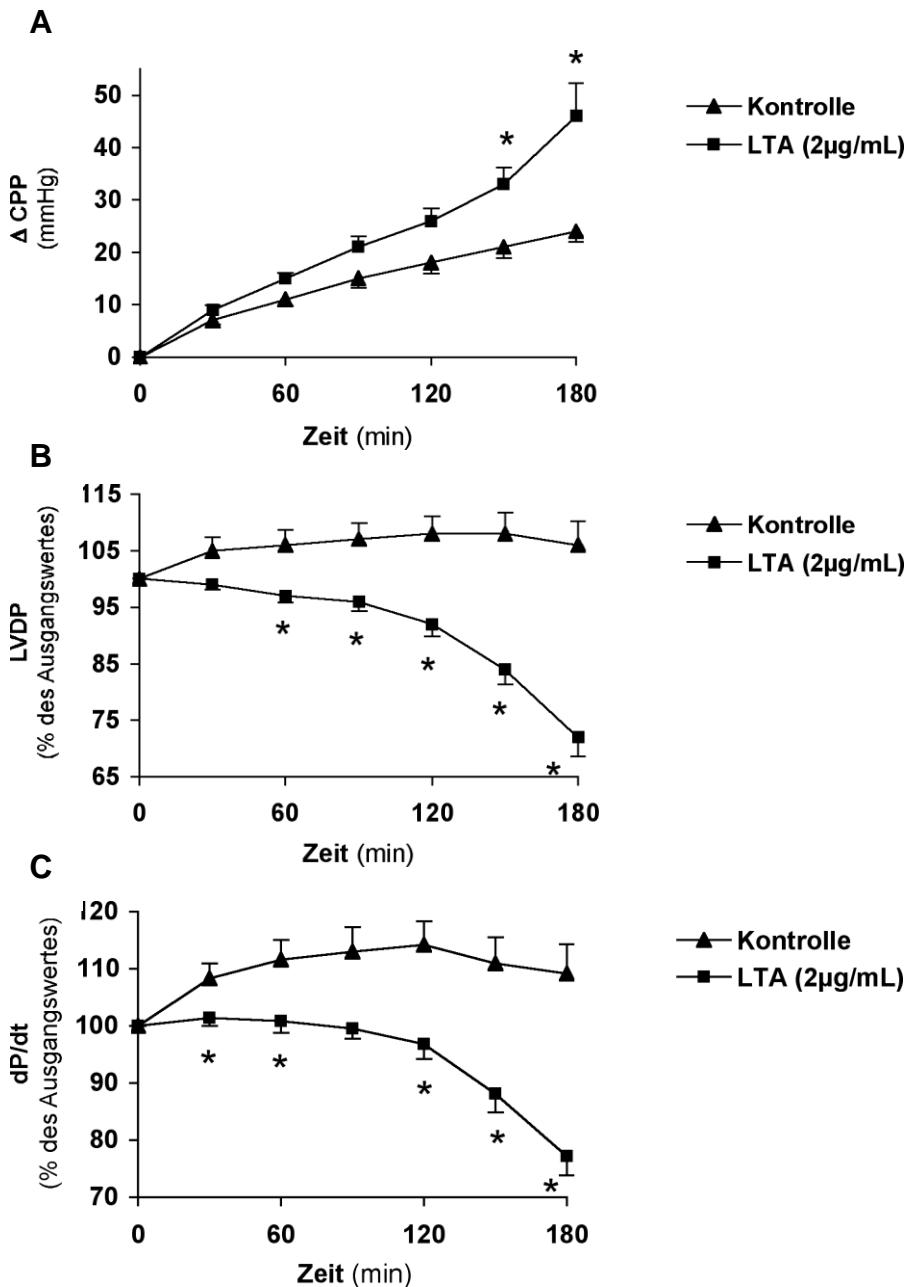 A
*
*
50
40
30
20
10
0
Δ CPP
(mmHg)
0 60 120 180
Zeit (min)
Kontrolle
LTA (2µg/mL)
B
115
105
95
85
75
65
LVDP
(% des Ausgangswertes)
* * * * *
0 60 120 180
Zeit (min)
Kontrolle
LTA (2µg/mL)
C
120
110
100
90
80
70
dP/dt
(% des Ausgangswertes)
* * * * *
0 60 120 180
Zeit (min)
Kontrolle
LTA (2µg/mL)